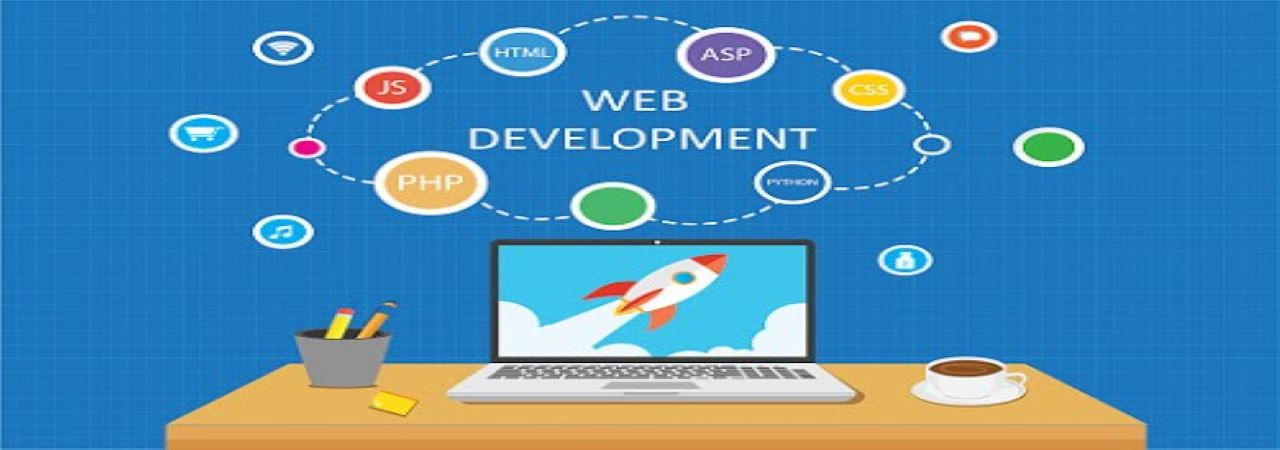 HTML
ASP
JS
CSS
WEB
DEVELOPMENT
PHP
PYTHON